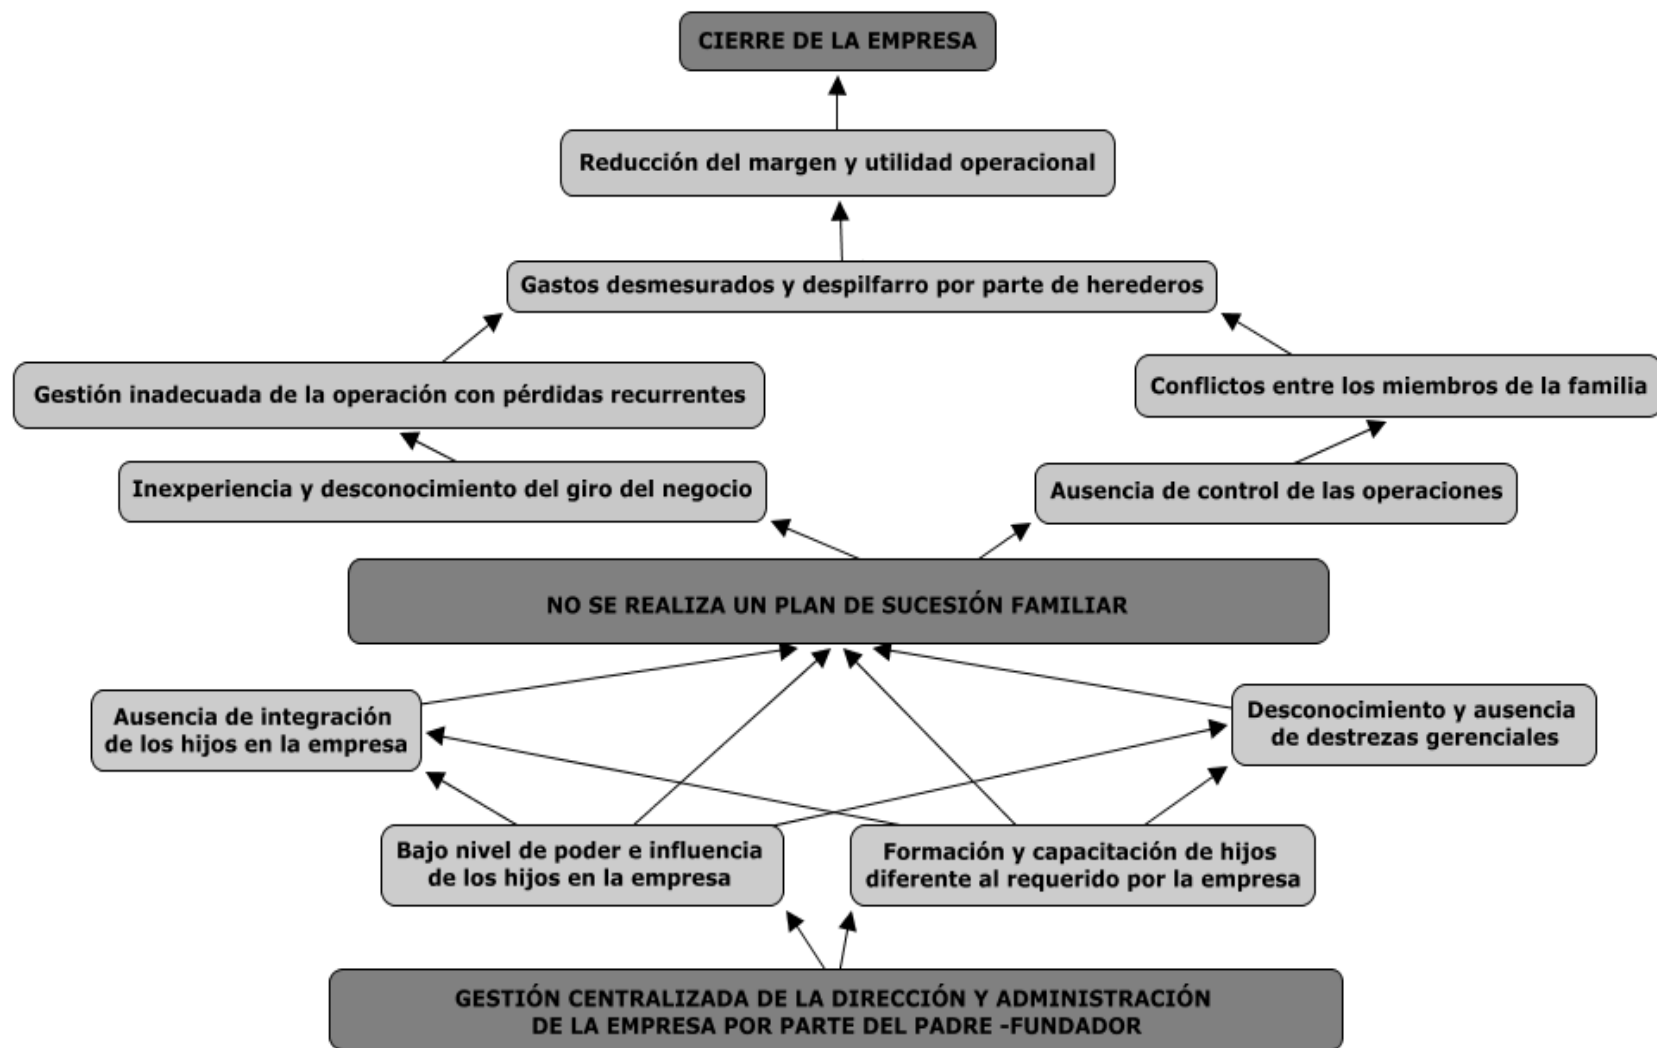 CIERRE DE LA EMPRESA
Reducción del margen y utilidad operacional
Gastos desmesurados y despilfarro por parte de herederos
Gestión inadecuada de la operación con pérdidas recurrentes
Conflictos entre los miembros de la familia
Inexperiencia y desconocimiento del giro del negocio
Ausencia de control de las operaciones
NO SE REALIZA UN PLAN DE SUCESIÓN FAMILIAR
Ausencia de integración
de los hijos en la empresa
Desconocimiento y ausencia
de destrezas gerenciales
Bajo nivel de poder e influencia
de los hijos en la empresa
Formación y capacitación de hijos
diferente al requerido por la empresa
GESTIÓN CENTRALIZADA DE LA DIRECCIÓN Y ADMINISTRACIÓN
DE LA EMPRESA POR PARTE DEL PADRE -FUNDADOR